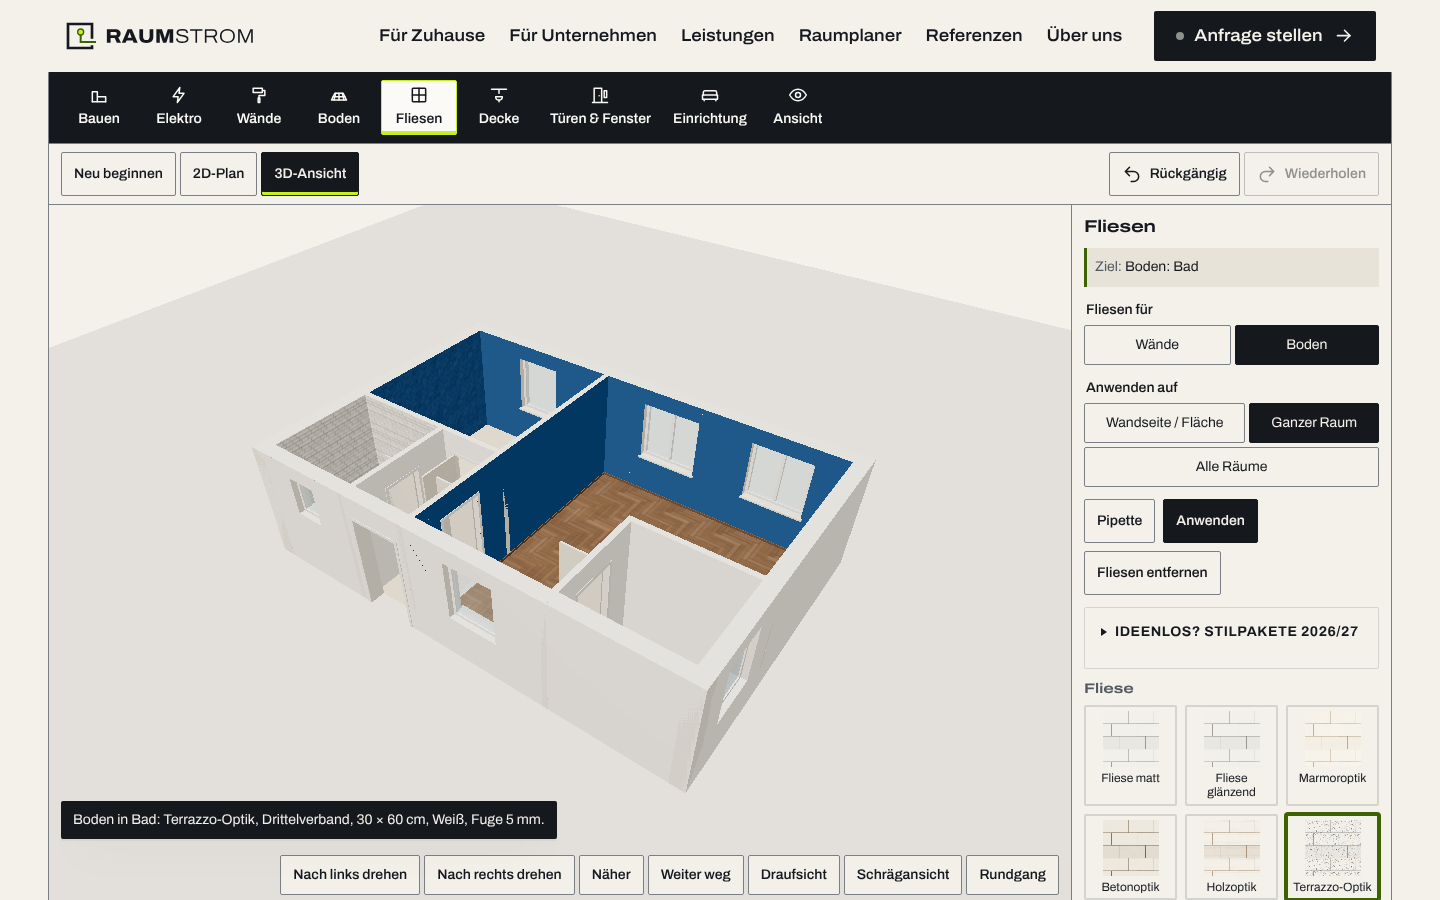 RAUMSTROM
Für Zuhause
Für Unternehmen
Leistungen
Raumplaner
Referenzen
Über uns
Anfrage stellen
Bauen
Elektro
Wände
Boden
Fliesen
Decke
Türen & Fenster
Einrichtung
Ansicht
Neu beginnen
2D-Plan
3D-Ansicht
Rückgängig
Wiederholen
Fliesen
Ziel: Boden: Bad
Fliesen für
Wände
Boden
Anwenden auf
Wandseite / Fläche
Ganzer Raum
Alle Räume
Pipette
Anwenden
Fliesen entfernen
IDEENLOS? STILPAKETE 2026/27
Fliese
Fliese matt
Fliese
glänzend
Marmoroptik
Betonoptik
Holzoptik
Terrazzo-Optik
Boden in Bad: Terrazzo-Optik, Drittelverband, 30 × 60 cm, Weiß, Fuge 5 mm.
Nach links drehen
Nach rechts drehen
Näher
Weiter weg
Draufsicht
Schrägansicht
Rundgang